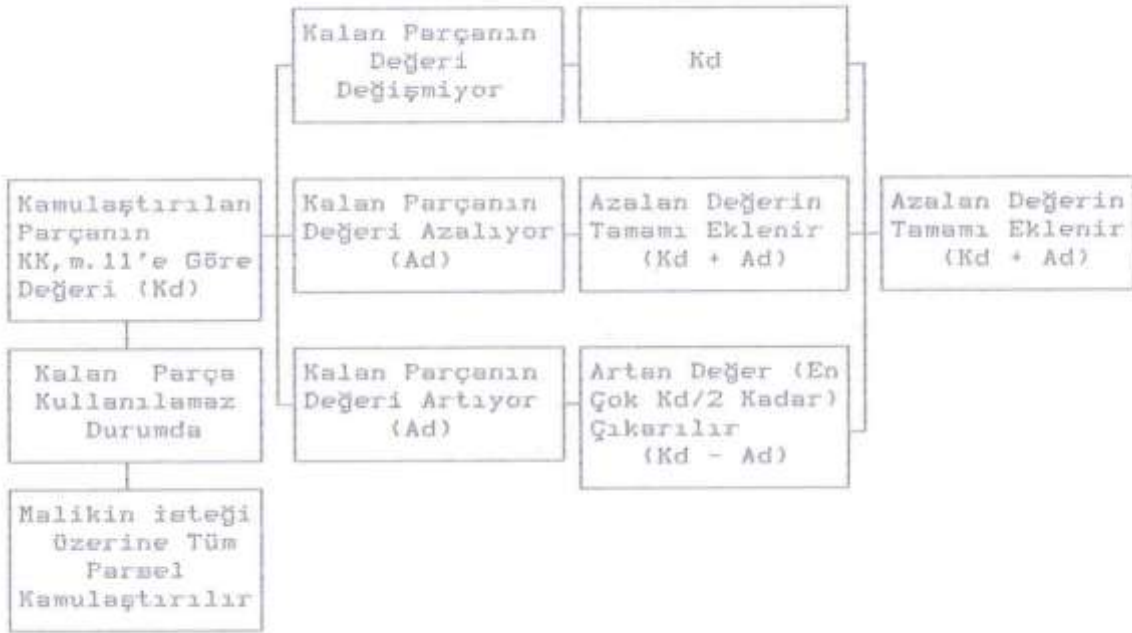 Kalan Parçanın
Değeri
Değişmiyor
Kd
Kamulaştırılan
Parçanın
KK,m.11'e Göre
Değeri (Kd)
Kalan Parçanın
Değeri Azalıyor
(Ad)
Azalan Değerin
Tamamı Eklenir
(Kd + Ad)
Azalan Değerin
Tamamı Eklenir
(Kd + Ad)
Kalan Parça
Kullanılamaz
Durumda
Kalan Parçanın
Değeri Artıyor
(Ad)
Artan Değer (En
Çok Kd/2 Kadar)
Çıkarılır
(Kd - Ad)
Malikin isteği
Üzerine Tüm
Parsel
Kamulaştırılır